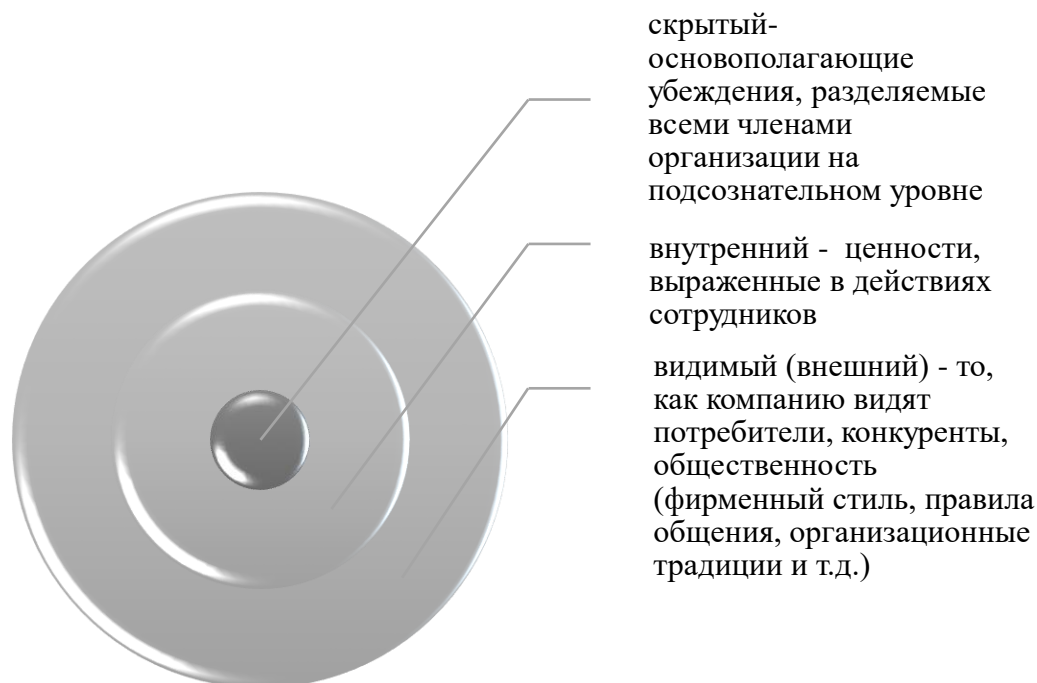 скрытый-
основополагающие
убеждения, разделяемые
всеми членами
организации на
подсознательном уровне
внутренний -  ценности,
выраженные в действиях
сотрудников
видимый (внешний) - то,
как компанию видят
потребители, конкуренты,
общественность
(фирменный стиль, правила
общения, организационные
традиции и т.д.)